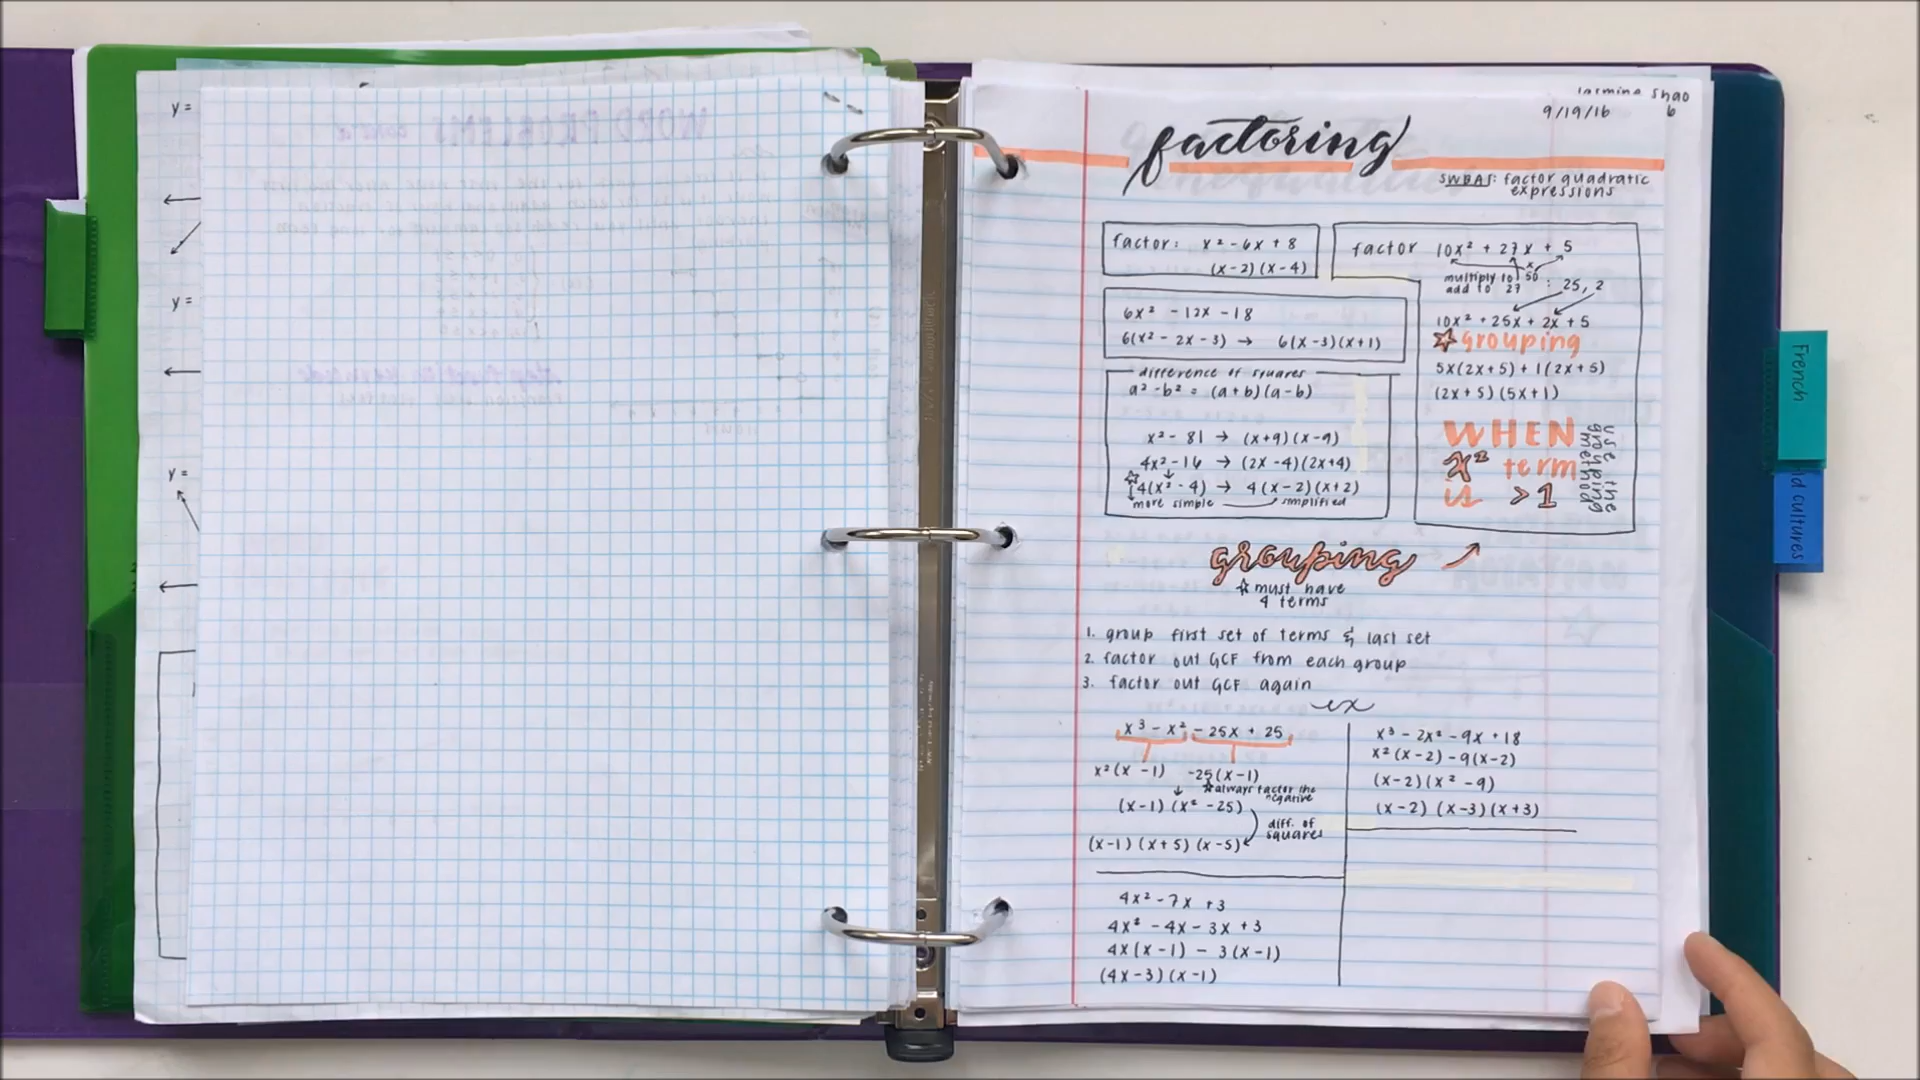 y =
y =
y =
Jasmine Shao
9/19/16 6
factoring
SWBAT: factor quadratic
expressions
factor: x² - 6x + 8
(x-2)(x-4)
6x² - 12x - 18
6(x² - 2x - 3) → 6(x-3)(x+1)
difference of squares
a² - b² = (a+b)(a-b)
x² - 81 → (x+9)(x-9)
4x² - 16 → (2x-4)(2x+4)
4(x² - 4) → 4(x-2)(x+2)
more simple simplified
factor 10x² + 27x + 5
x
multiply to 50
add to 27 : 25, 2
10x² + 25x + 2x + 5
☆ grouping
5x(2x+5) + 1(2x+5)
(2x+5)(5x+1)
WHEN
x² term
is >1
use the
grouping
method
grouping
☆ must have
4 terms
1. group first set of terms & last set
2. factor out GCF from each group
3. factor out GCF again
ex
x³ - x² - 25x + 25
x²(x-1) -25(x-1)
☆always factor the
negative
(x-1)(x² - 25)
diff. of
squares
(x-1)(x+5)(x-5)
x³ - 2x² - 9x + 18
x²(x-2) - 9(x-2)
(x-2)(x² - 9)
(x-2)(x-3)(x+3)
4x² - 7x + 3
4x² - 4x - 3x + 3
4x(x-1) - 3(x-1)
(4x-3)(x-1)
French
d cultures